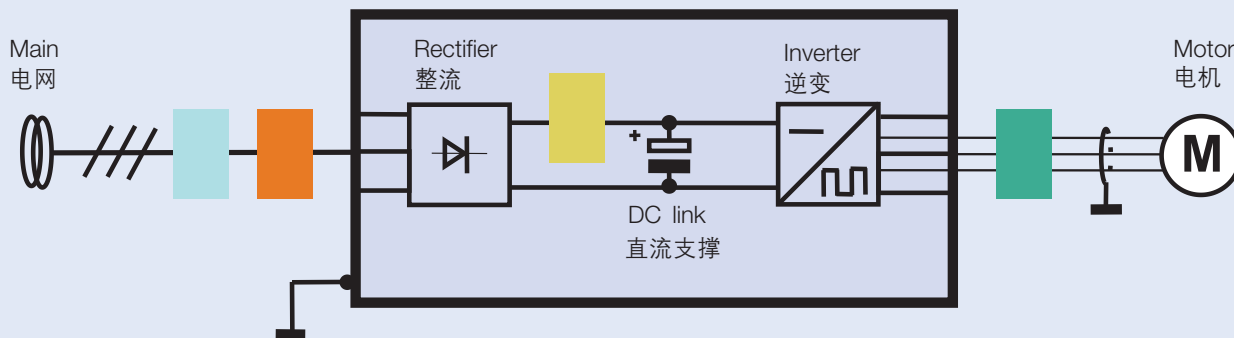 Main
电网
Rectifier
整流
Inverter
逆变
Motor
电机
+
DC link
直流支撑
M